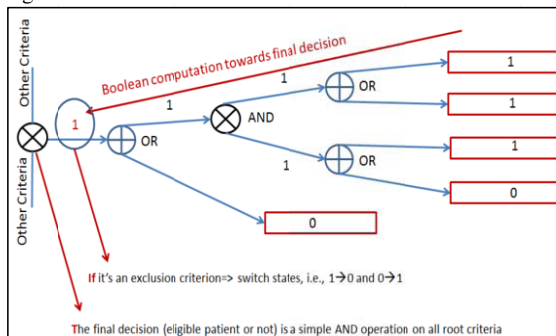 Other Criteria
Other Criteria
Boolean computation towards final decision
1
1
1
OR
1
AND
1
OR
1
1
OR
1
0
0
If it's an exclusion criterion=> switch states, i.e., 1→0 and 0→1
The final decision (eligible patient or not) is a simple AND operation on all root criteria